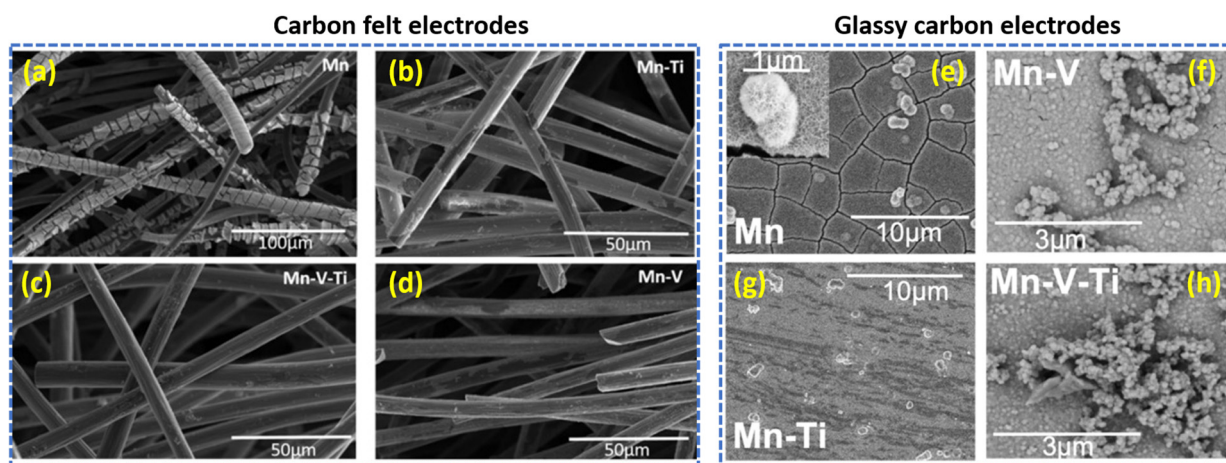 Carbon felt electrodes
Glassy carbon electrodes
(a)
Mn
100µm
(b)
Mn-Ti
50µm
(c)
Mn-V-Ti
50µm
(d)
Mn-V
50µm
1µm
(e)
10µm
Mn
Mn-V
(f)
3µm
(g)
10µm
Mn-Ti
Mn-V-Ti
(h)
3µm